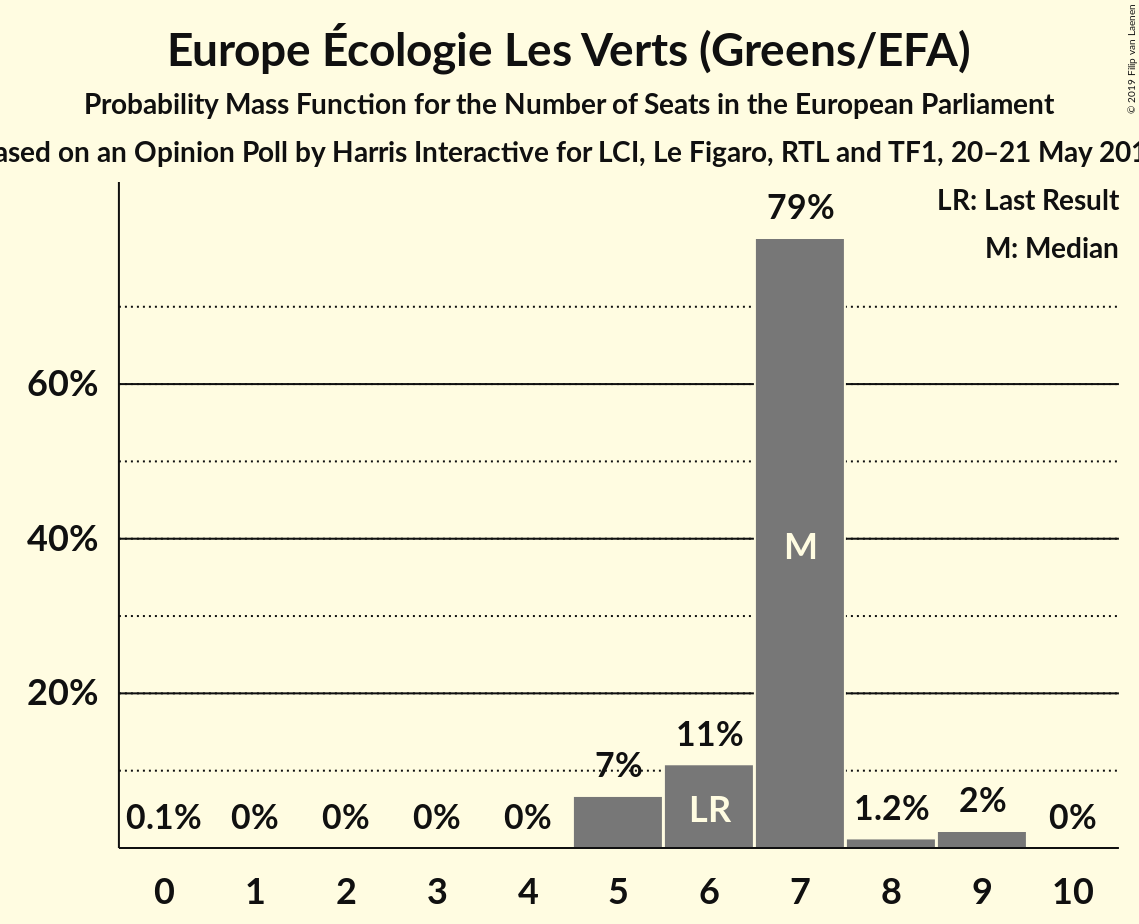 Europe Écologie Les Verts (Greens/EFA)
Probability Mass Function for the Number of Seats in the European Parliament
ased on an Opinion Poll by Harris Interactive for LCI, Le Figaro, RTL and TF1, 20–21 May 201
© 2019 Filip van Laenen
LR: Last Result
M: Median
79%
60%
40%
20%
M
11%
7%
LR
0.1% 0% 0% 0% 0% 1.2% 2% 0%
0 1 2 3 4 5 6 7 8 9 10